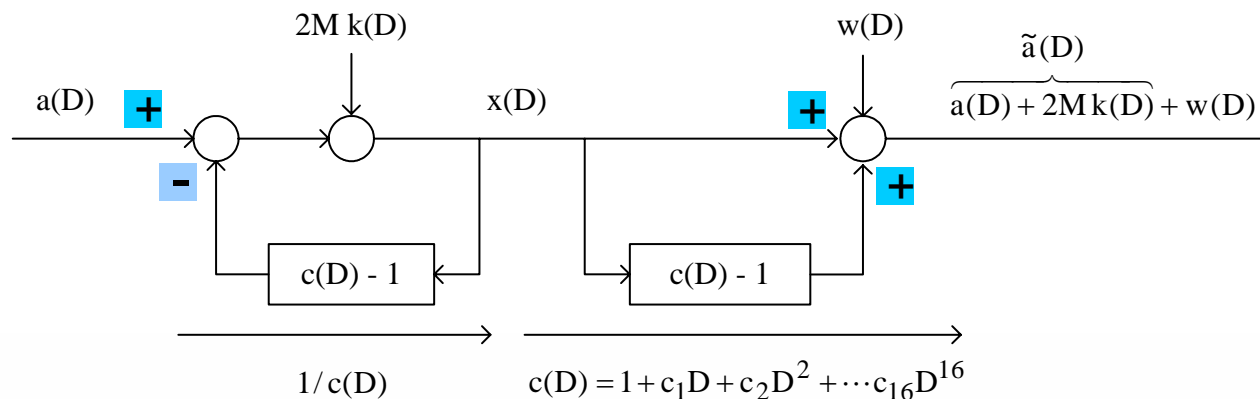 2M k(D)
w(D)
ã(D)
a(D)
+
x(D)
+
a(D) + 2M k(D) + w(D)
-
+
c(D) - 1
c(D) - 1
1/ c(D)
c(D) = 1 + c₁D + c₂D² + ⋯c₁₆D¹⁶